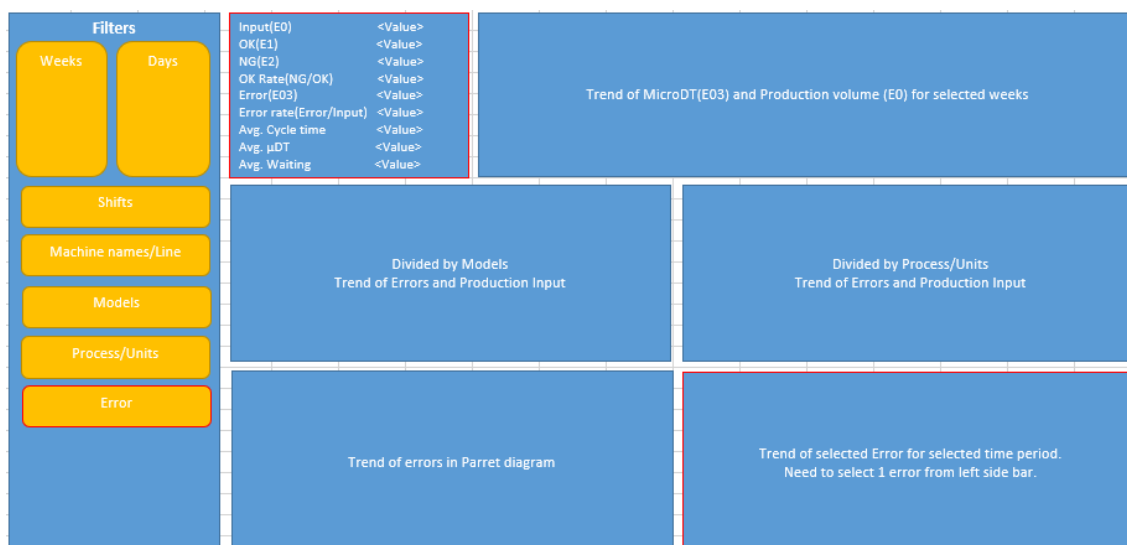 Filters
Weeks
Days
Shifts
Machine names/Line
Models
Process/Units
Error
Input(E0) <Value>
OK(E1) <Value>
NG(E2) <Value>
OK Rate(NG/OK) <Value>
Error(E03) <Value>
Error rate(Error/Input) <Value>
Avg. Cycle time <Value>
Avg. µDT <Value>
Avg. Waiting <Value>
Trend of MicroDT(E03) and Production volume (E0) for selected weeks
Divided by Models
Trend of Errors and Production Input
Divided by Process/Units
Trend of Errors and Production Input
Trend of errors in Parret diagram
Trend of selected Error for selected time period.
Need to select 1 error from left side bar.